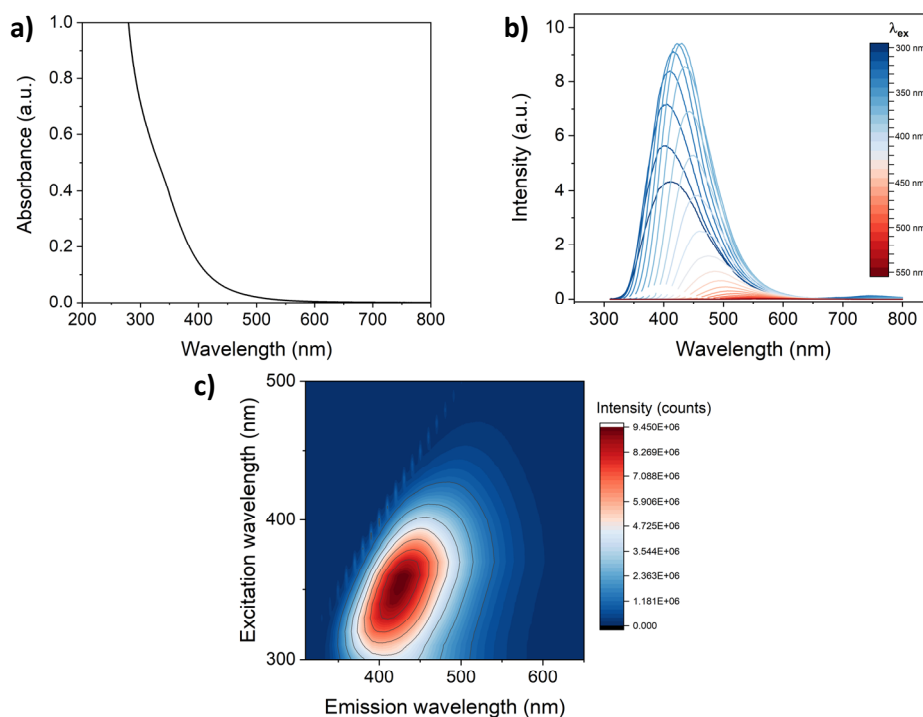 a)
1.0
0.8
0.6
0.4
0.2
0.0
Absorbance (a.u.)
200 300 400 500 600 700 800
Wavelength (nm)
b)
10
8
6
4
2
0
Intensity (a.u.)
300 400 500 600 700 800
Wavelength (nm)
λex
300 nm
350 nm
400 nm
450 nm
500 nm
550 nm
c)
500
400
300
Excitation wavelength (nm)
400 500 600
Emission wavelength (nm)
Intensity (counts)
9.450E+06
8.269E+06
7.088E+06
5.906E+06
4.725E+06
3.544E+06
2.363E+06
1.181E+06
0.000